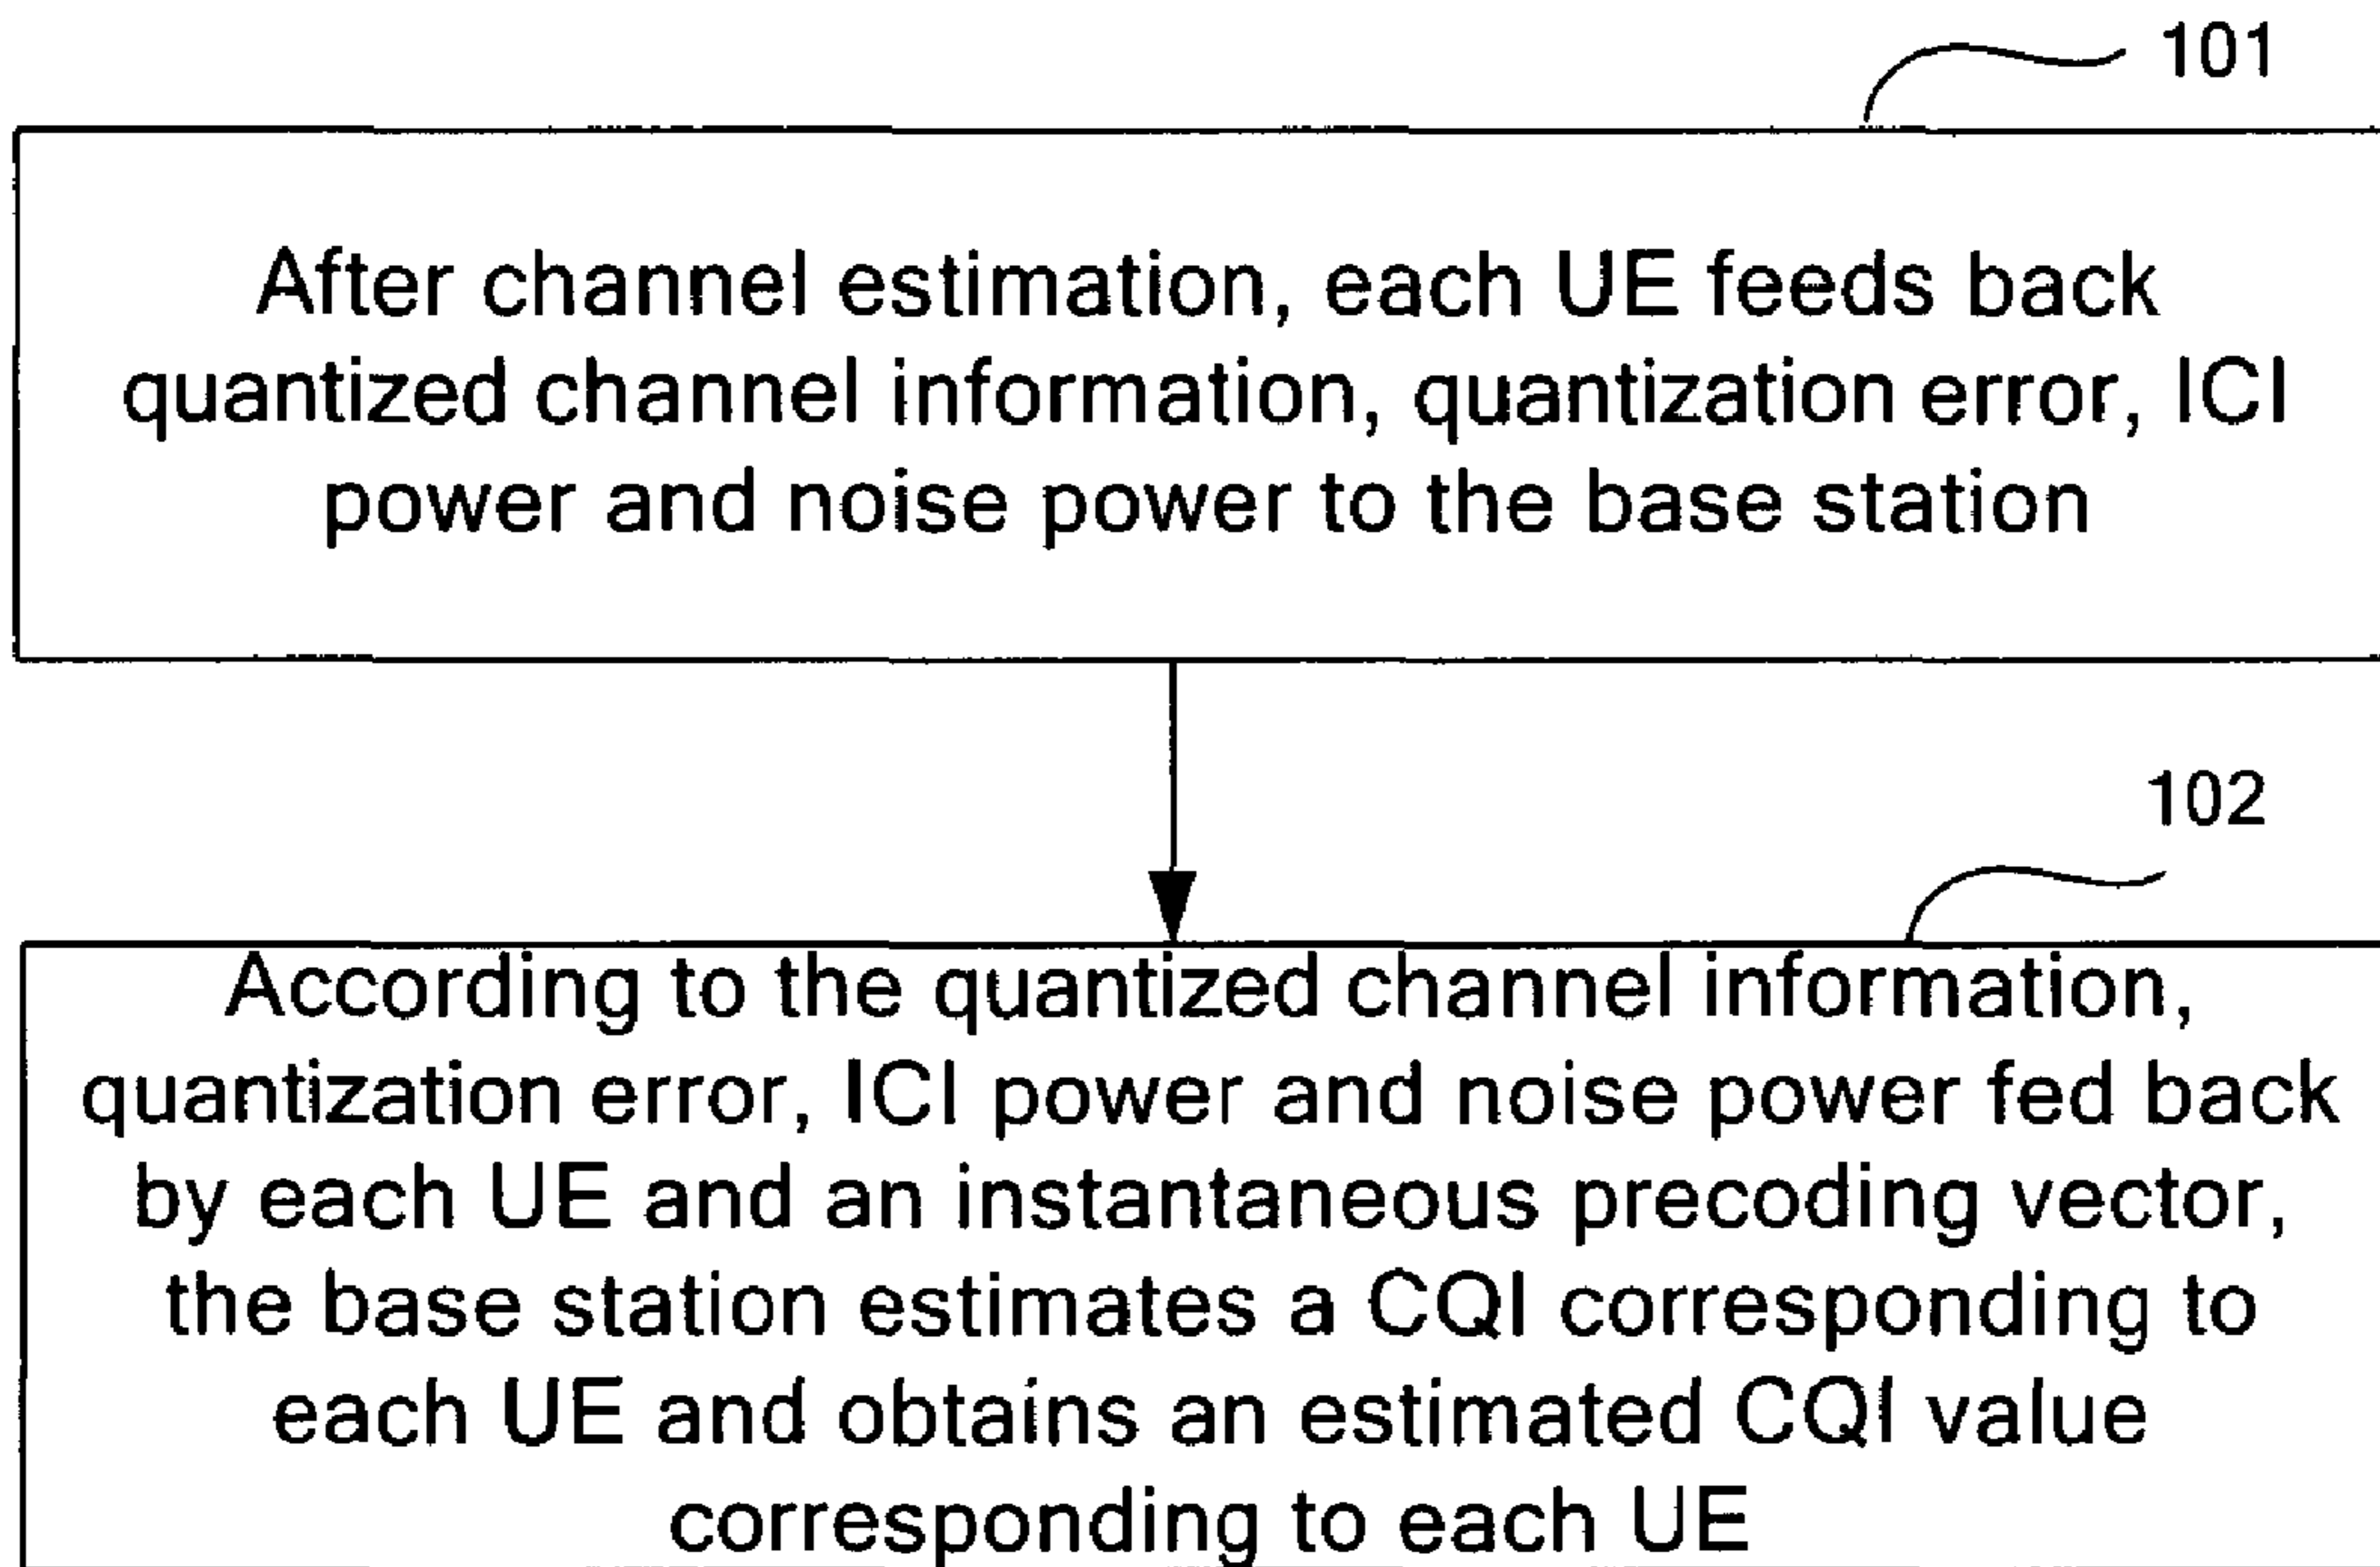 101
After channel estimation, each UE feeds back
quantized channel information, quantization error, ICI
power and noise power to the base station
102
According to the quantized channel information,
quantization error, ICI power and noise power fed back
by each UE and an instantaneous precoding vector,
the base station estimates a CQI corresponding to
each UE and obtains an estimated CQI value
corresponding to each UE